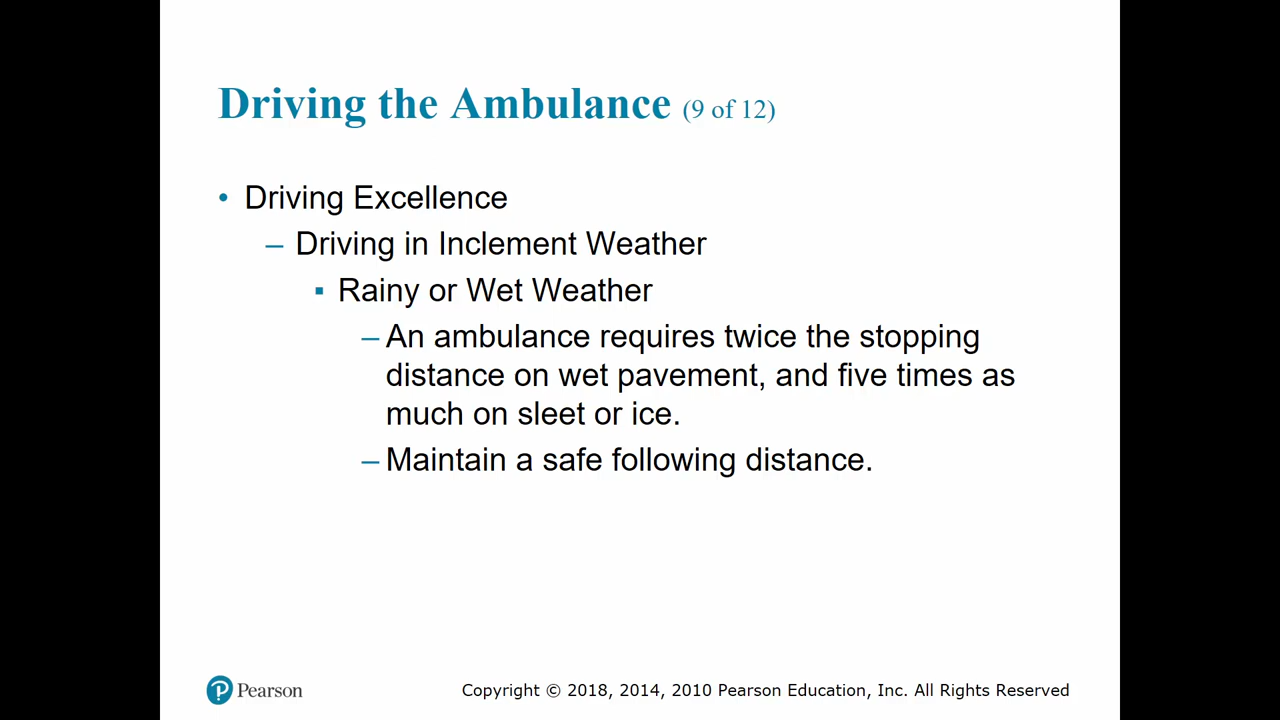 Driving the Ambulance (9 of 12)
• Driving Excellence
– Driving in Inclement Weather
▪ Rainy or Wet Weather
– An ambulance requires twice the stopping
distance on wet pavement, and five times as
much on sleet or ice.
– Maintain a safe following distance.
Pearson
Copyright © 2018, 2014, 2010 Pearson Education, Inc. All Rights Reserved